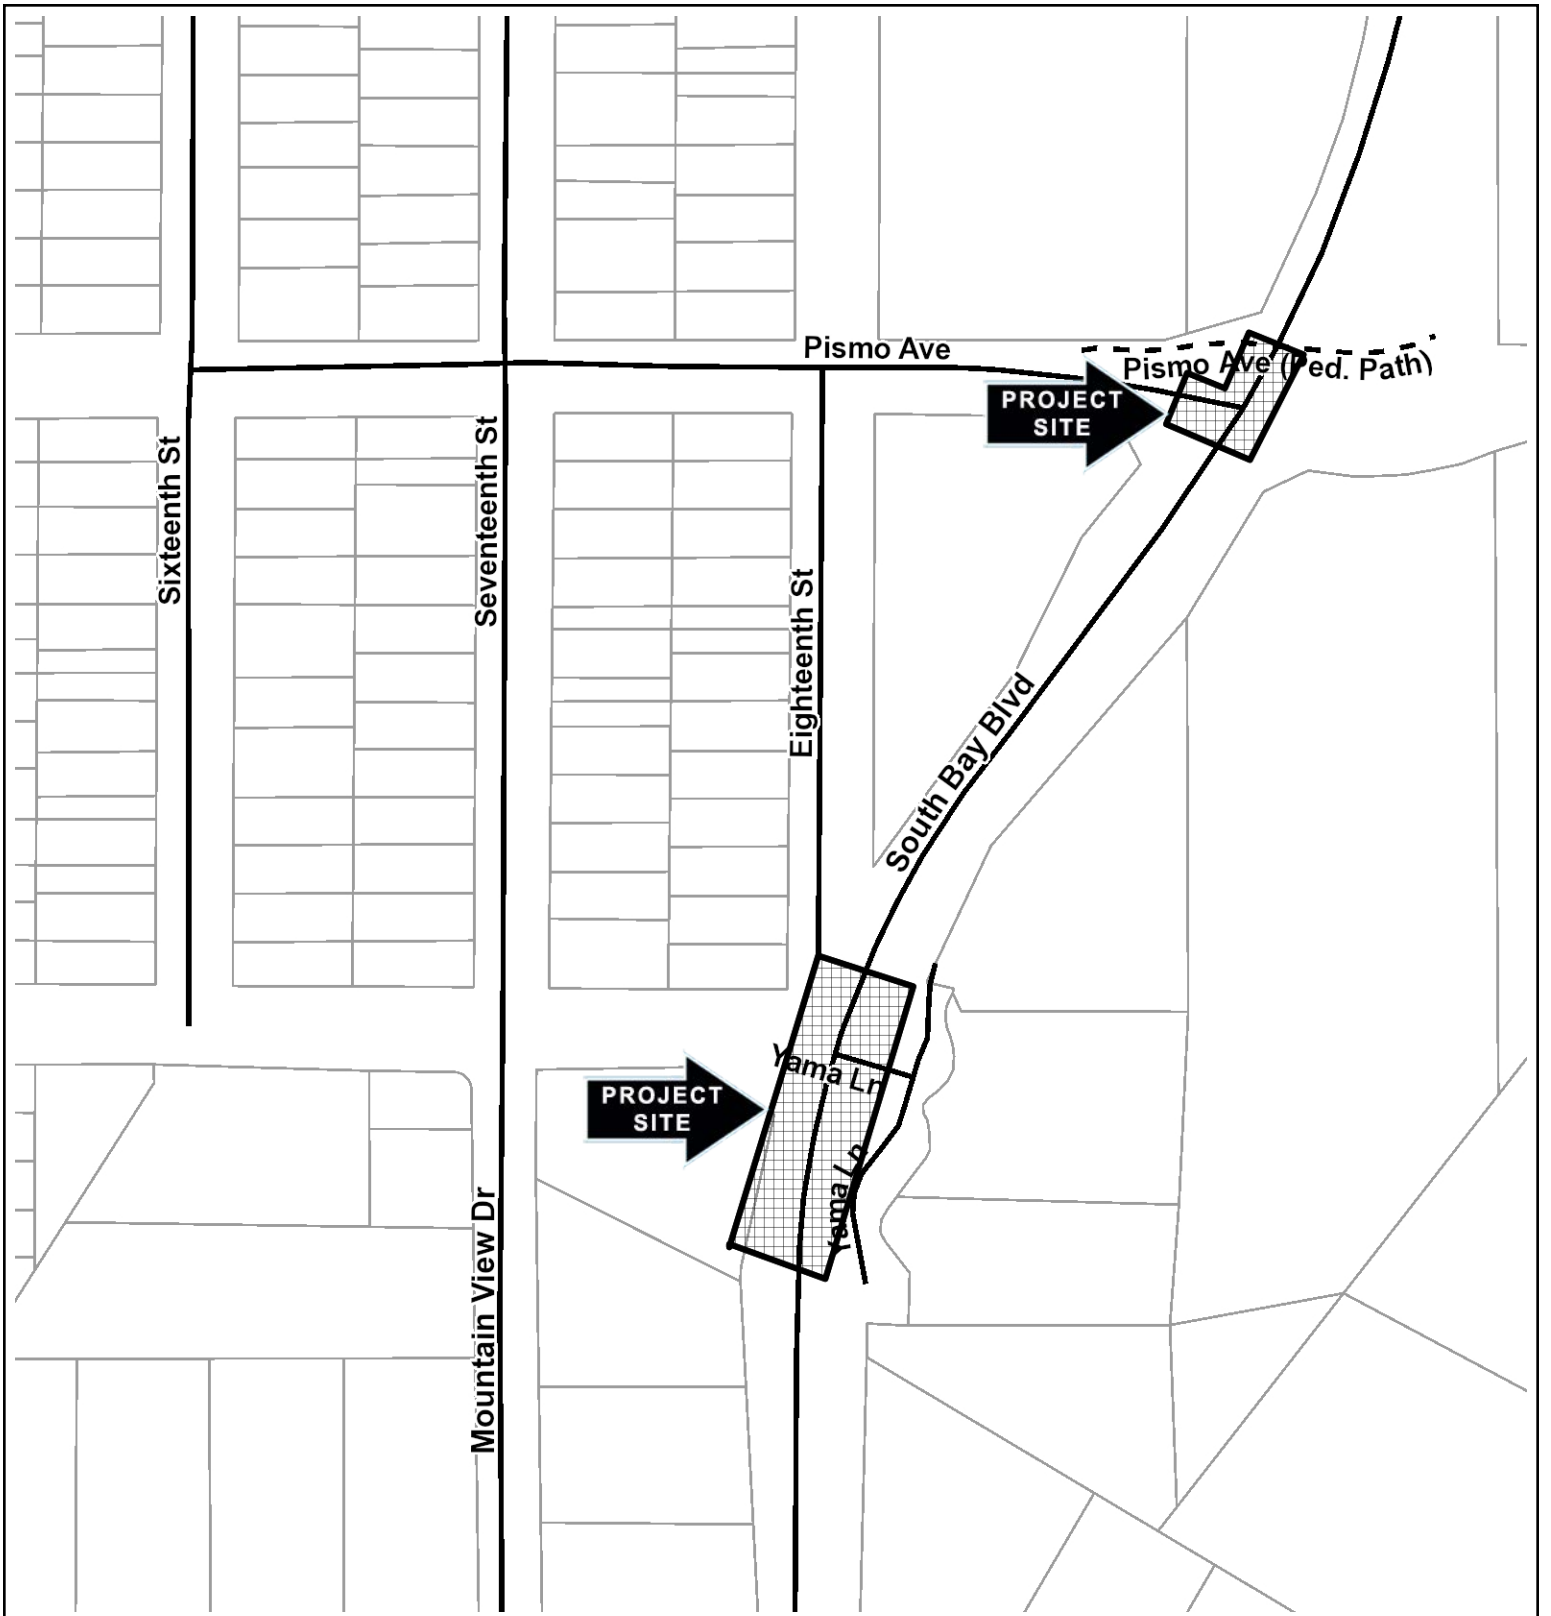 Pismo Ave
Pismo Ave (Ped. Path)
PROJECT
SITE
Sixteenth St
Seventeenth St
Eighteenth St
South Bay Blvd
Yama Ln
PROJECT
SITE
Yama Ln
Mountain View Dr